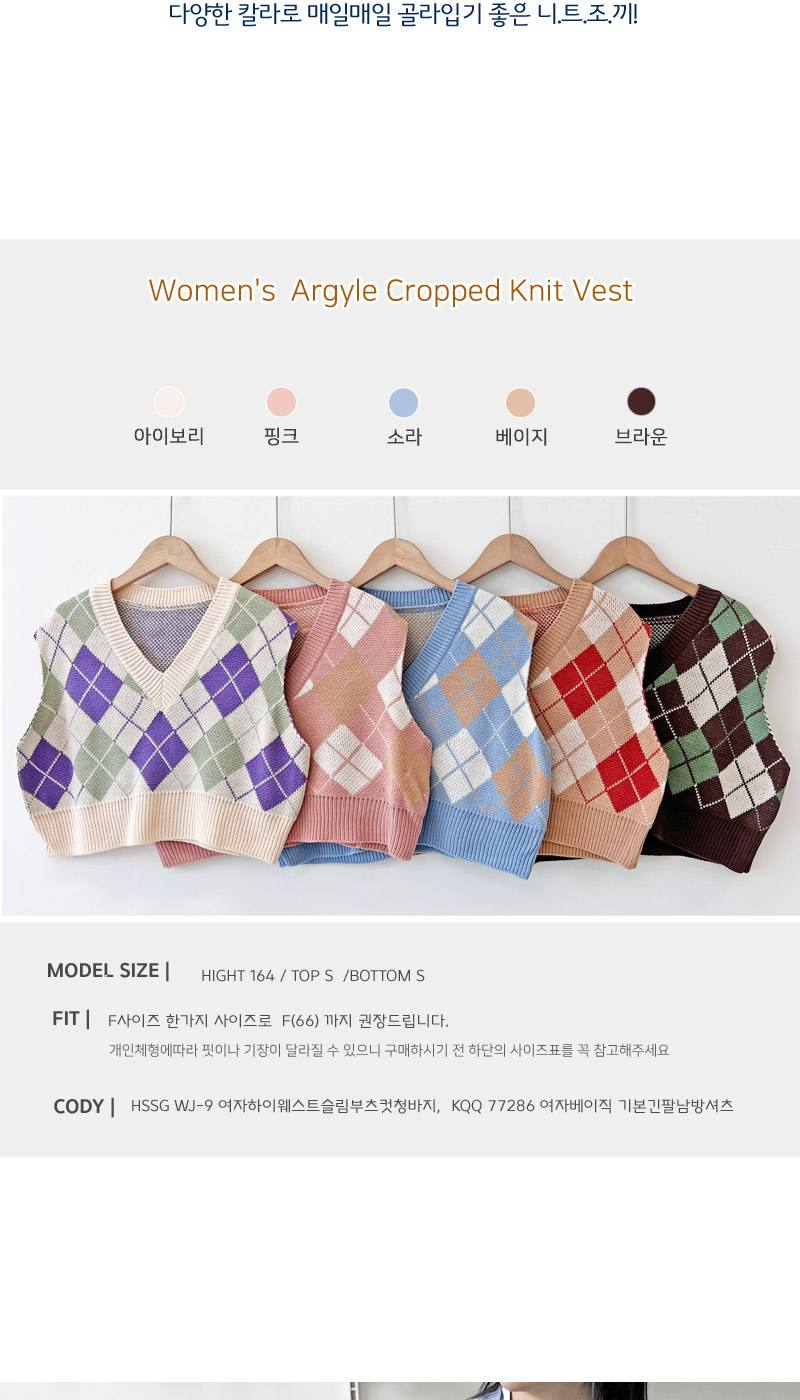 다양한 칼라로 매일매일 골라입기 좋은 니.트.조.끼!
Women's  Argyle Cropped Knit Vest
아이보리 핑크 소라 베이지 브라운
MODEL SIZE | HIGHT 164 / TOP S  /BOTTOM S
FIT | F사이즈 한가지 사이즈로  F(66) 까지 권장드립니다.
개인체형에따라 핏이나 기장이 달라질 수 있으니 구매하시기 전 하단의 사이즈표를 꼭 참고해주세요
CODY | HSSG WJ-9 여자하이웨스트슬림부츠컷청바지,  KQQ 77286 여자베이직 기본긴팔남방셔츠